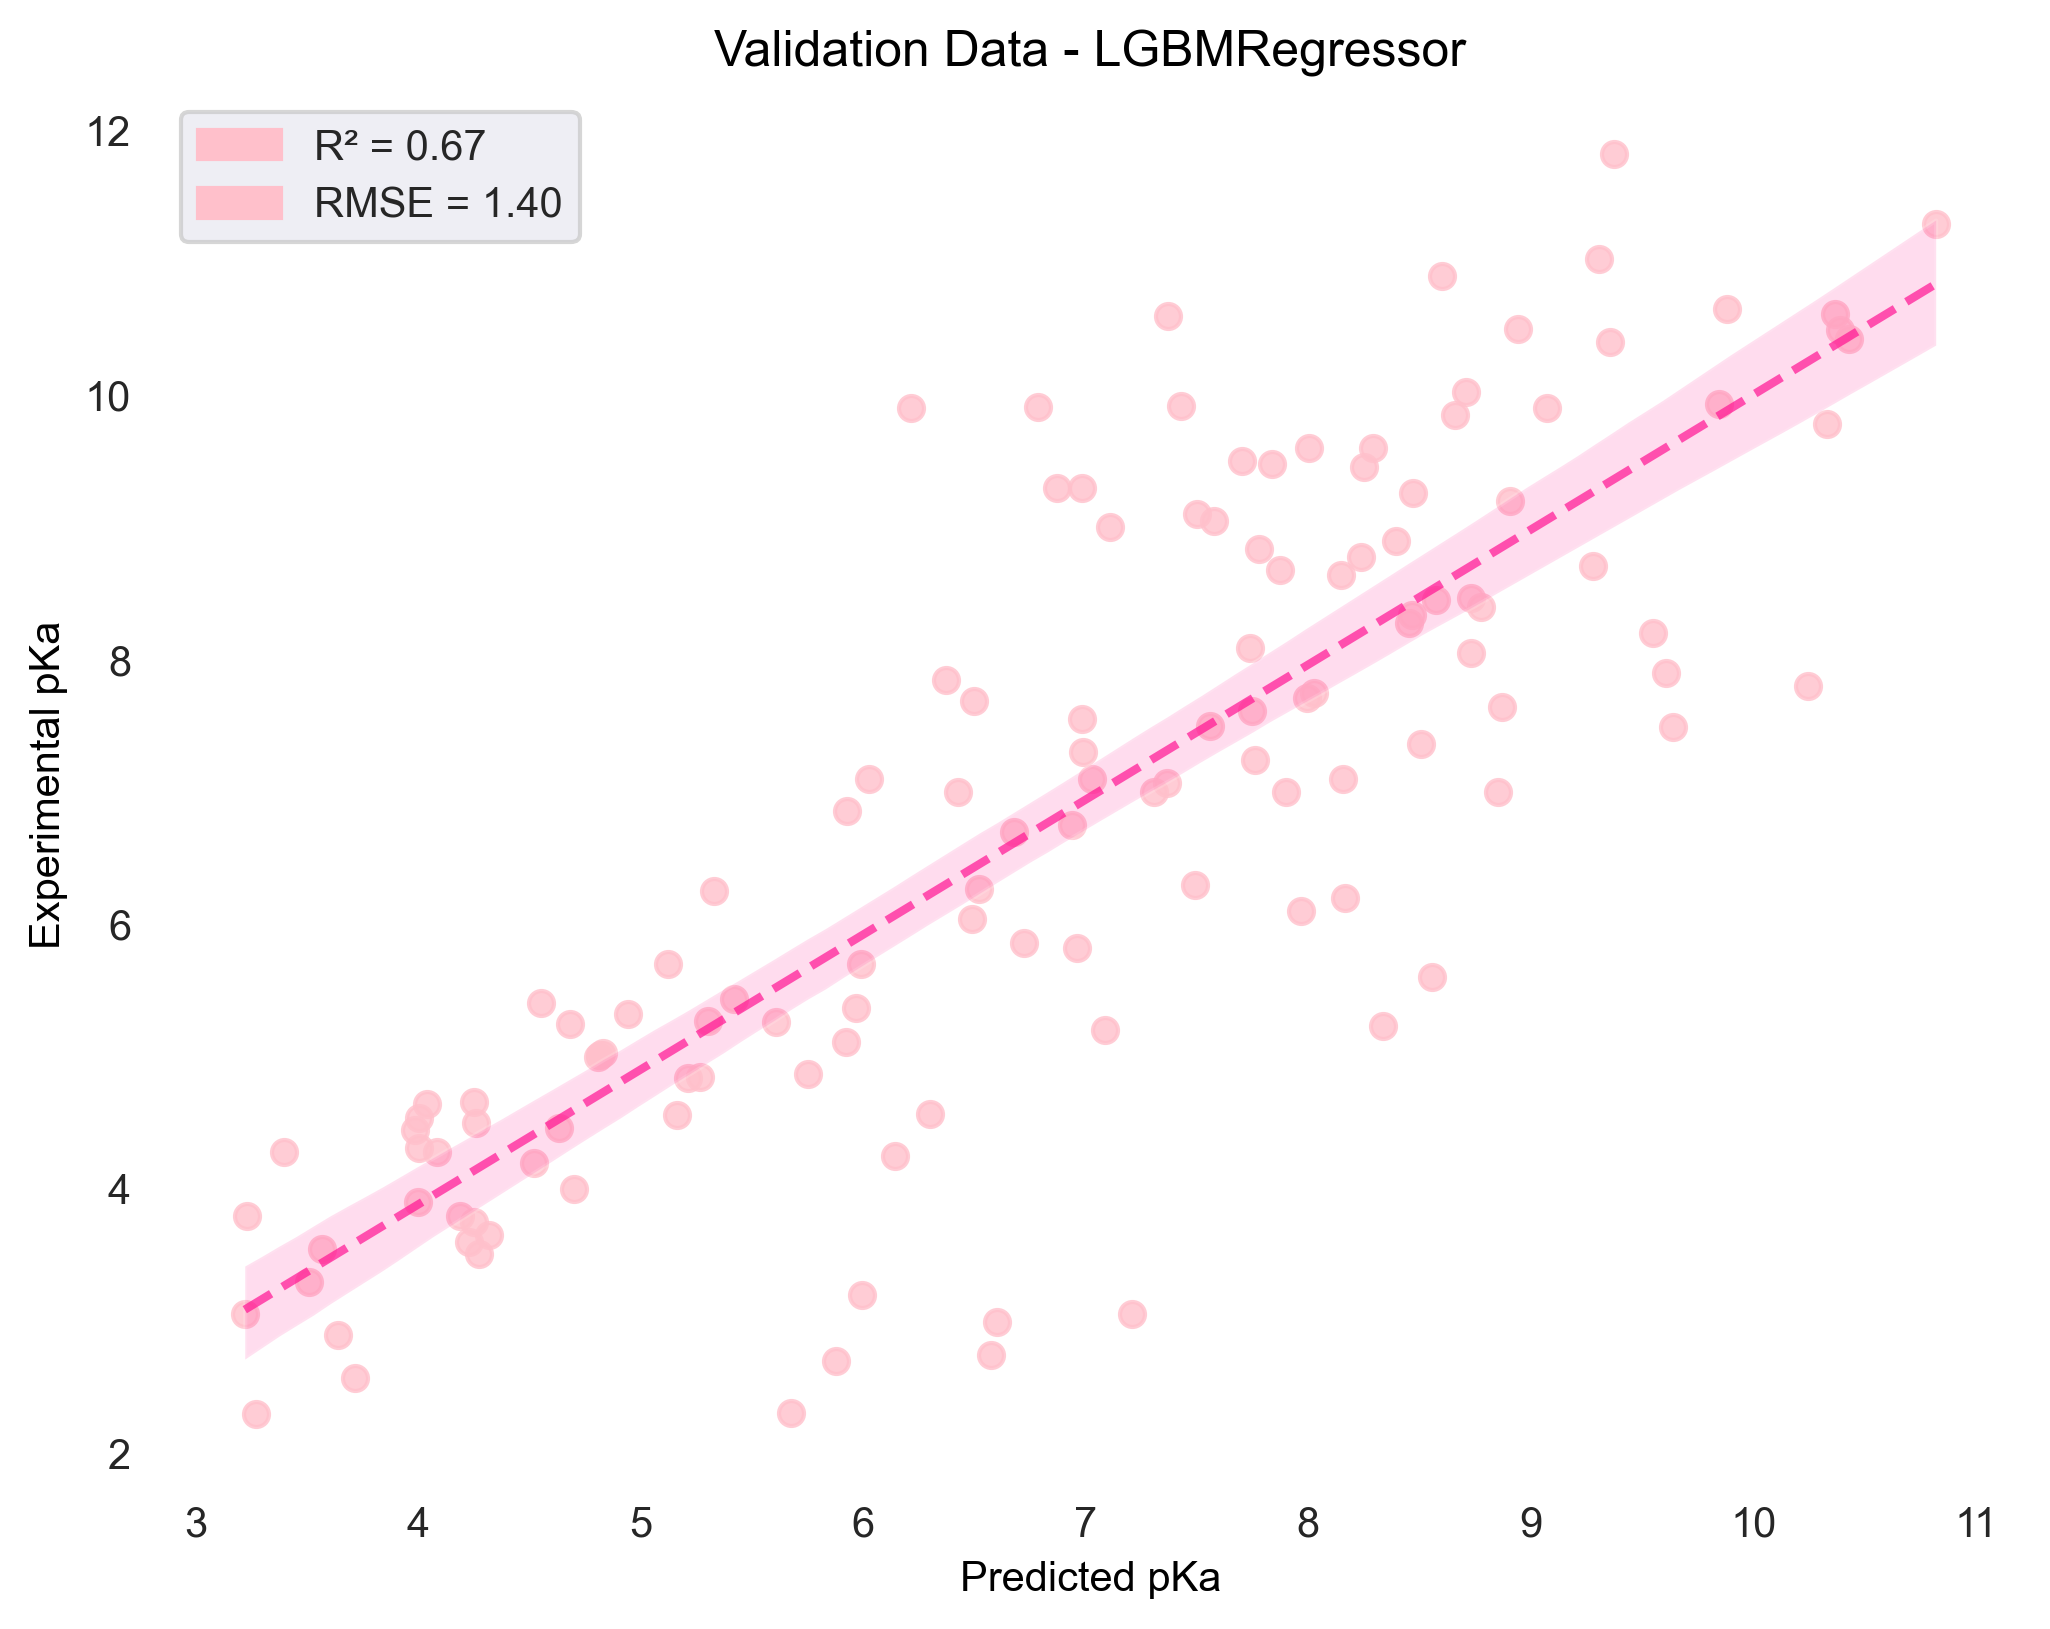 Validation Data - LGBMRegressor
R² = 0.67
RMSE = 1.40
12
10
8
6
4
2
Experimental pKa
3 4 5 6 7 8 9 10 11
Predicted pKa